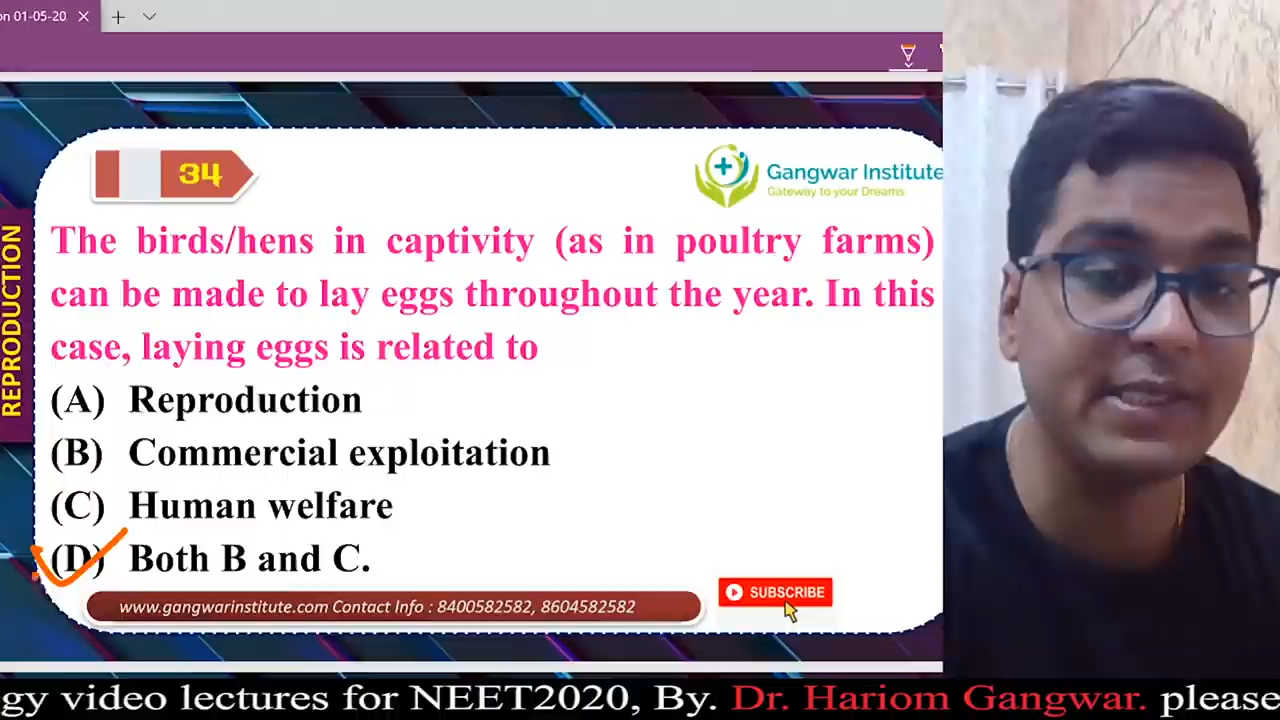 on 01-05-20
34
Gangwar Institute
Gateway to your Dreams
REPRODUCTION
The birds/hens in captivity (as in poultry farms)
can be made to lay eggs throughout the year. In this
case, laying eggs is related to
(A) Reproduction
(B) Commercial exploitation
(C) Human welfare
(D) Both B and C.
www.gangwarinstitute.com Contact Info : 8400582582, 8604582582
SUBSCRIBE
gy video lectures for NEET2020, By. Dr. Hariom Gangwar. please